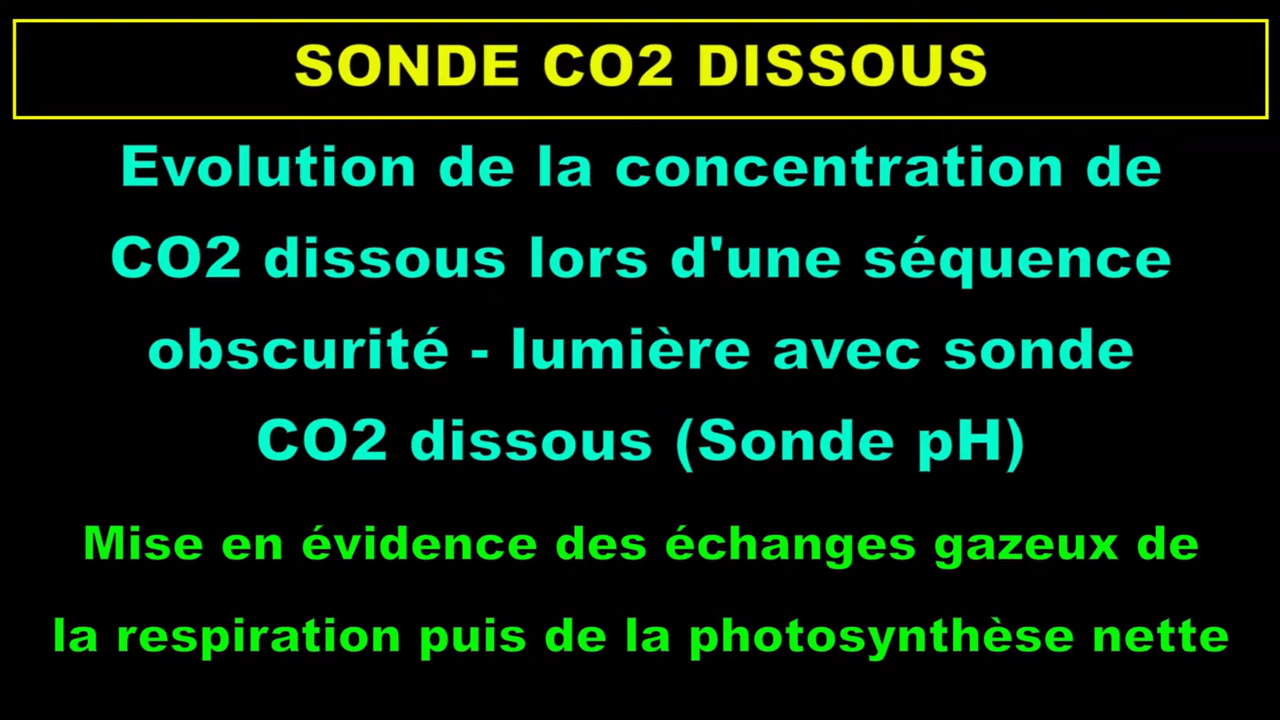 SONDE CO2 DISSOUS
Evolution de la concentration de
CO2 dissous lors d'une séquence
obscurité - lumière avec sonde
CO2 dissous (Sonde pH)
Mise en évidence des échanges gazeux de
la respiration puis de la photosynthèse nette